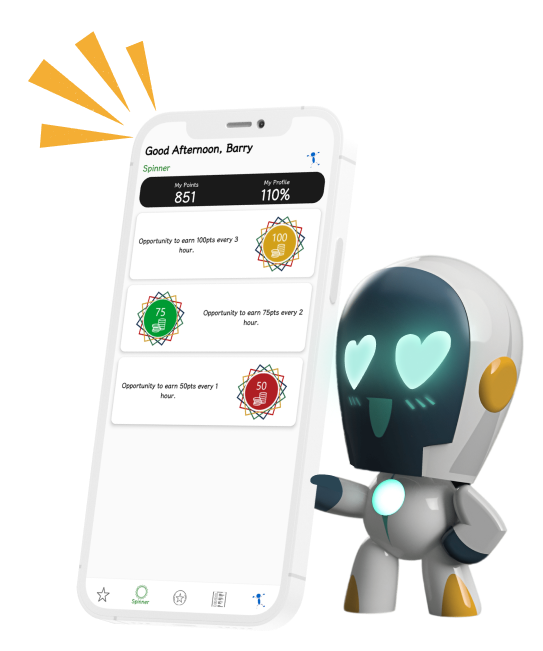 Good Afternoon, Barry
Spinner
My Points
851
My Profile
110%
Opportunity to earn 100pts every 3
hour.
100
75
Opportunity to earn 75pts every 2
hour.
Opportunity to earn 50pts every 1
hour.
50
Spinner